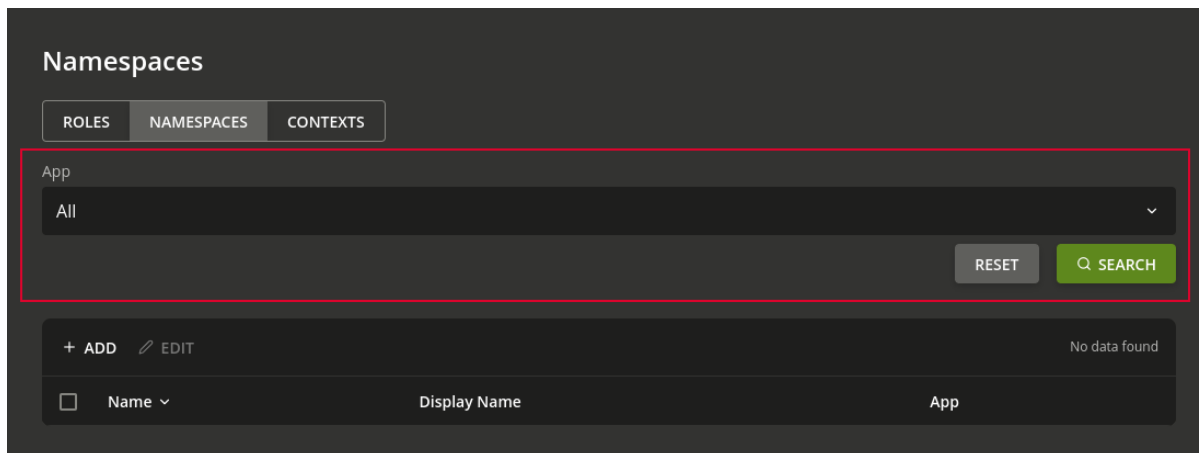 Namespaces
ROLES NAMESPACES CONTEXTS
App
All
RESET SEARCH
+ ADD EDIT No data found
Name Display Name App